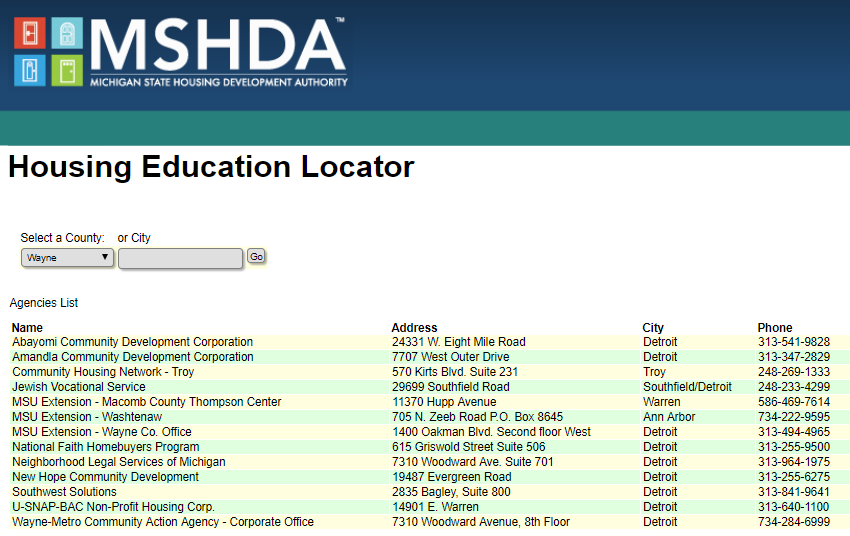 MSHDA™
MICHIGAN STATE HOUSING DEVELOPMENT AUTHORITY
Housing Education Locator
Select a County: or City
Wayne ▼ Go
Agencies List
Name Address City Phone
Abayomi Community Development Corporation 24331 W. Eight Mile Road Detroit 313-541-9828
Amandla Community Development Corporation 7707 West Outer Drive Detroit 313-347-2829
Community Housing Network - Troy 570 Kirts Blvd. Suite 231 Troy 248-269-1333
Jewish Vocational Service 29699 Southfield Road Southfield/Detroit 248-233-4299
MSU Extension - Macomb County Thompson Center 11370 Hupp Avenue Warren 586-469-7614
MSU Extension - Washtenaw 705 N. Zeeb Road P.O. Box 8645 Ann Arbor 734-222-9595
MSU Extension - Wayne Co. Office 1400 Oakman Blvd. Second floor West Detroit 313-494-4965
National Faith Homebuyers Program 615 Griswold Street Suite 506 Detroit 313-255-9500
Neighborhood Legal Services of Michigan 7310 Woodward Ave. Suite 701 Detroit 313-964-1975
New Hope Community Development 19487 Evergreen Road Detroit 313-255-6275
Southwest Solutions 2835 Bagley, Suite 800 Detroit 313-841-9641
U-SNAP-BAC Non-Profit Housing Corp. 14901 E. Warren Detroit 313-640-1100
Wayne-Metro Community Action Agency - Corporate Office 7310 Woodward Avenue, 8th Floor Detroit 734-284-6999